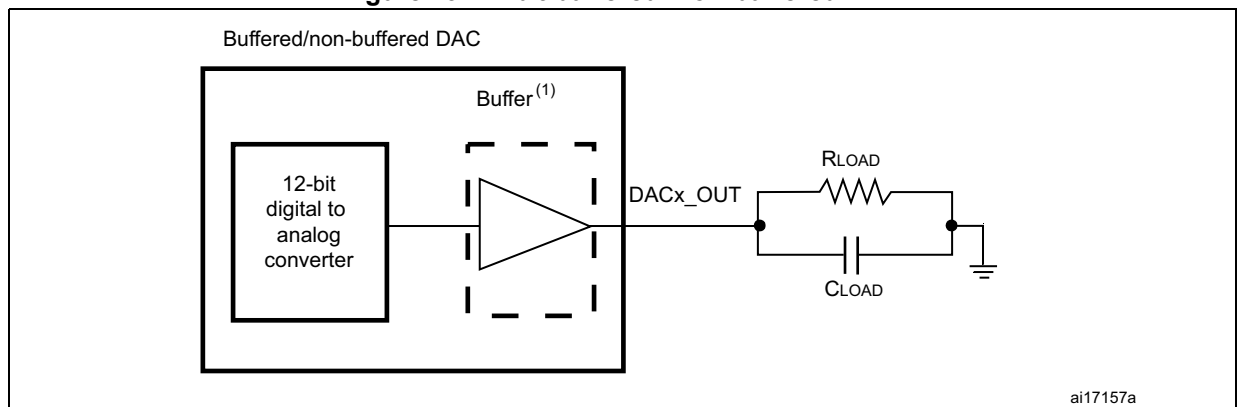 Buffered/non-buffered DAC
Buffer(1)
12-bit
digital to
analog
converter
DACx_OUT
RLOAD
CLOAD
ai17157a